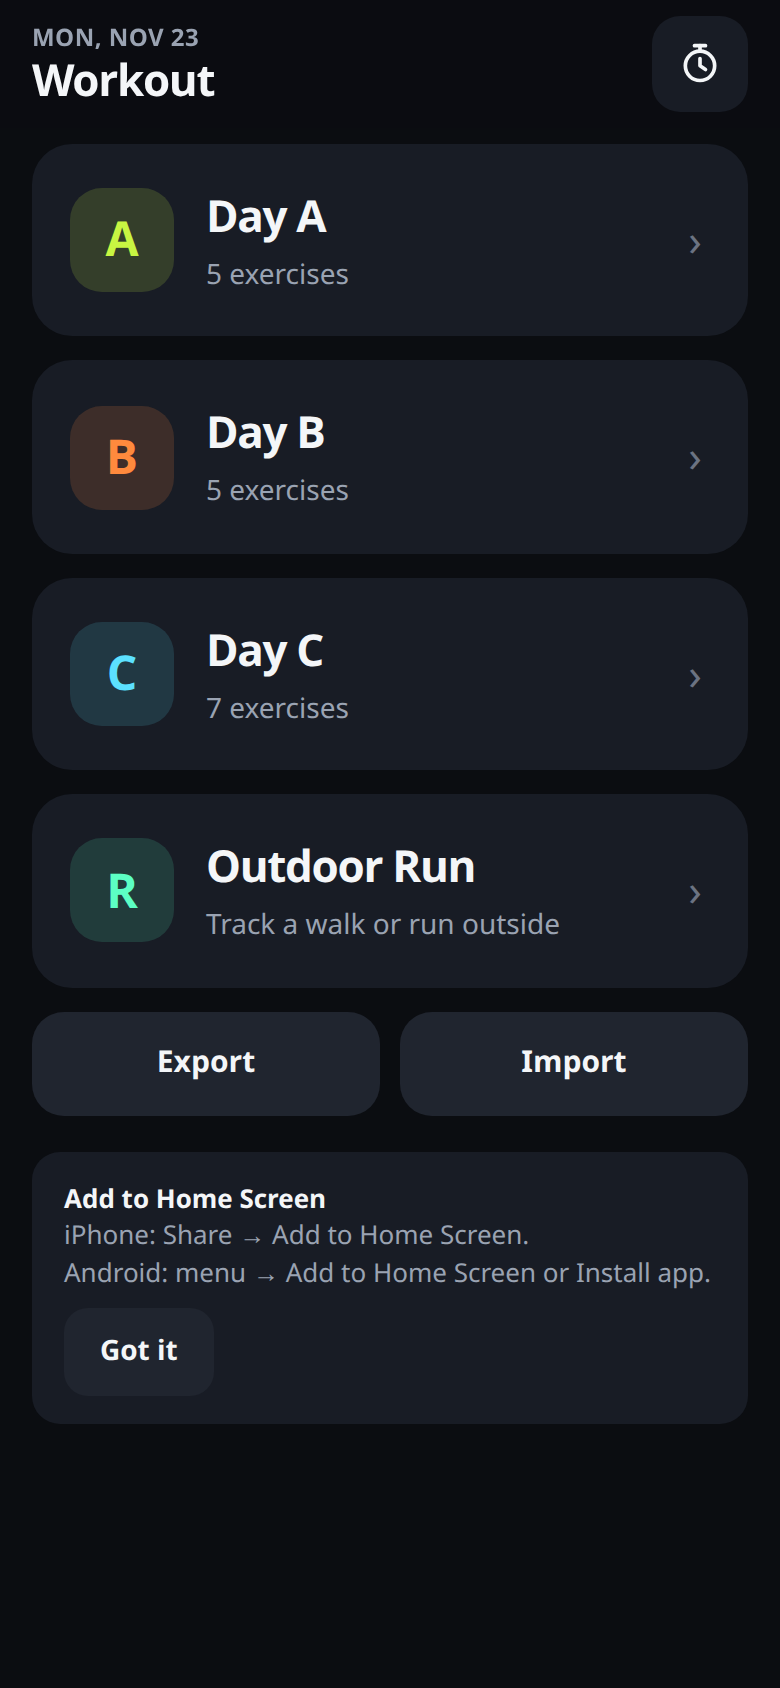 MON, NOV 23
Workout
A
Day A
5 exercises
›
B
Day B
5 exercises
›
C
Day C
7 exercises
›
R
Outdoor Run
Track a walk or run outside
›
Export
Import
Add to Home Screen
iPhone: Share → Add to Home Screen.
Android: menu → Add to Home Screen or Install app.
Got it